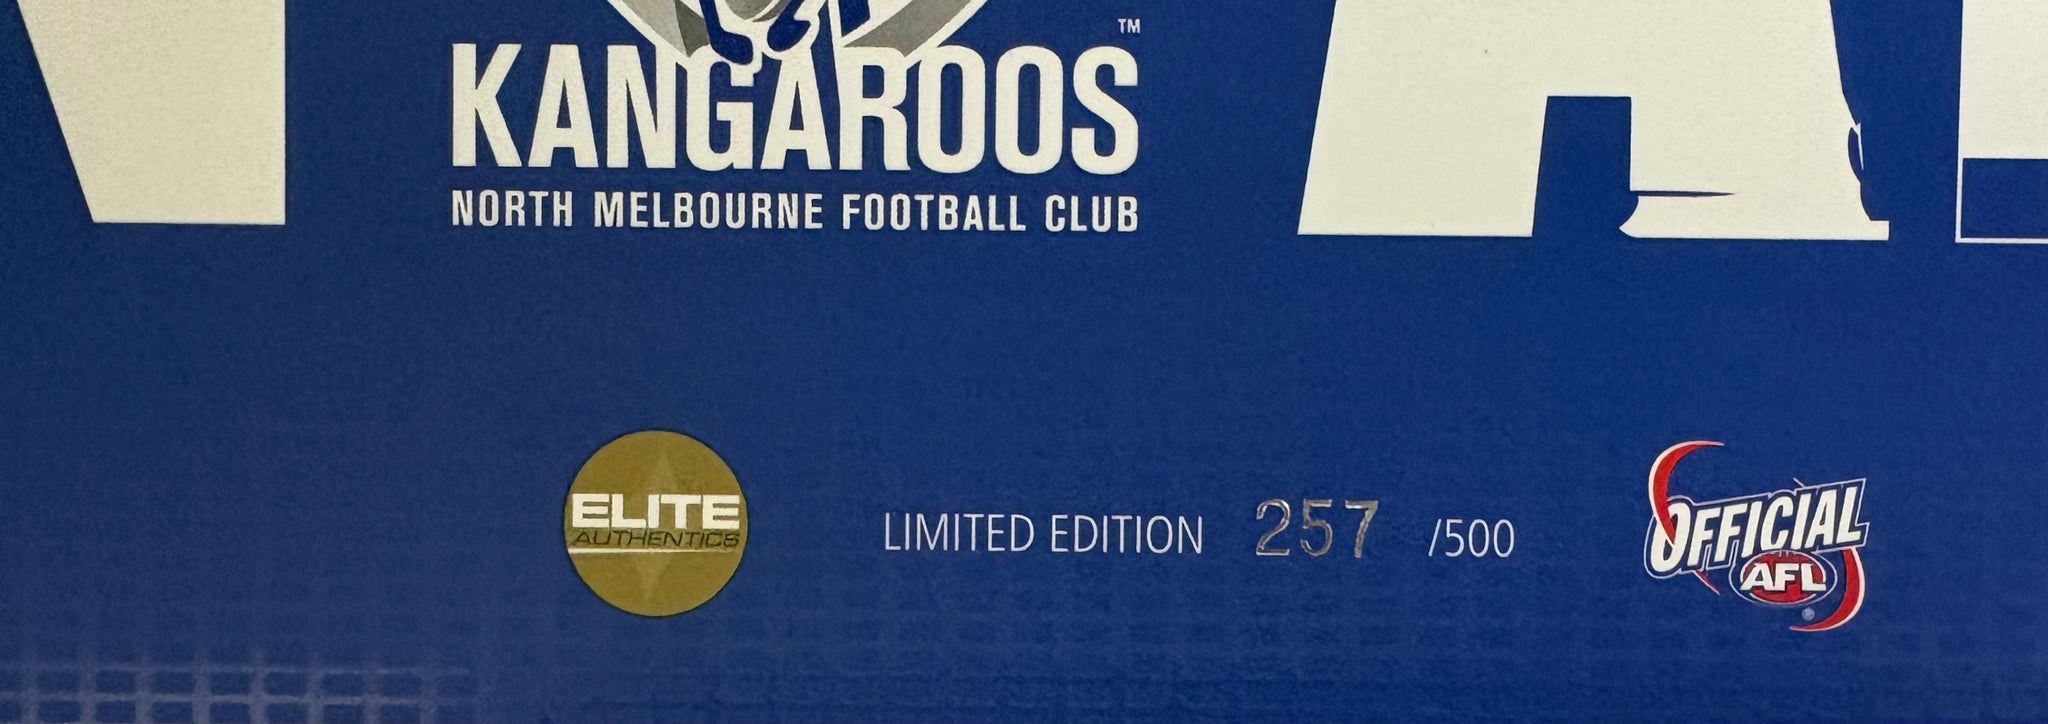 TM
KANGAROOS
NORTH MELBOURNE FOOTBALL CLUB
ELITE
AUTHENTICS
LIMITED EDITION 257 /500
OFFICIAL
AFL
®